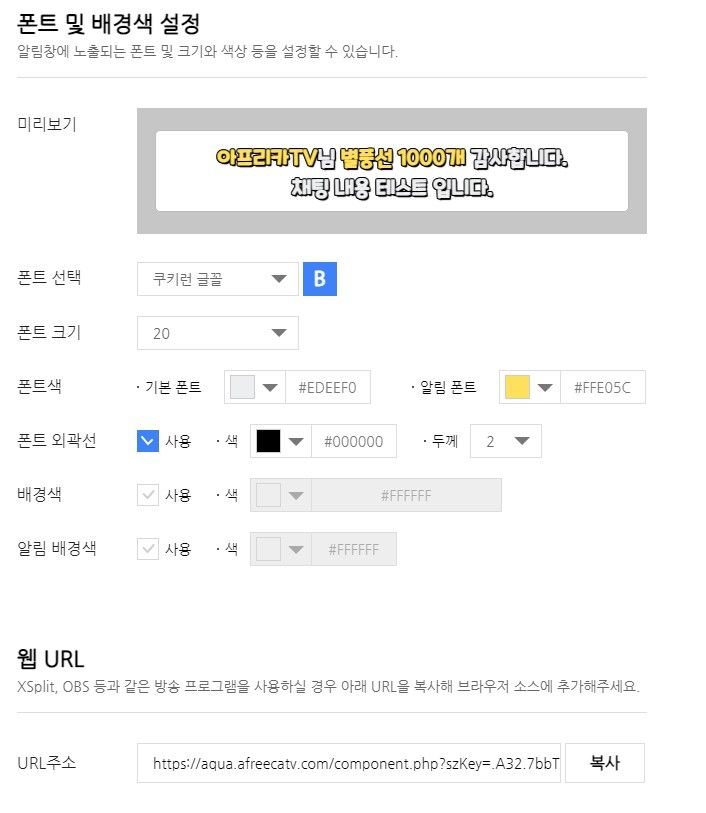 폰트 및 배경색 설정
알림창에 노출되는 폰트 및 크기와 색상 등을 설정할 수 있습니다.
미리보기
아프리카TV님 별풍선 1000개 감사합니다.
채팅 내용 테스트 입니다.
폰트 선택 쿠키런 글꼴 B
폰트 크기 20
폰트색 · 기본 폰트 #EDEEF0 · 알림 폰트 #FFE05C
폰트 외곽선 사용 · 색 #000000 · 두께 2
배경색 사용 · 색 #FFFFFF
알림 배경색 사용 · 색 #FFFFFF
웹 URL
XSplit, OBS 등과 같은 방송 프로그램을 사용하실 경우 아래 URL을 복사해 브라우저 소스에 추가해주세요.
URL주소 https://aqua.afreecatv.com/component.php?szKey=.A32.7bbT 복사